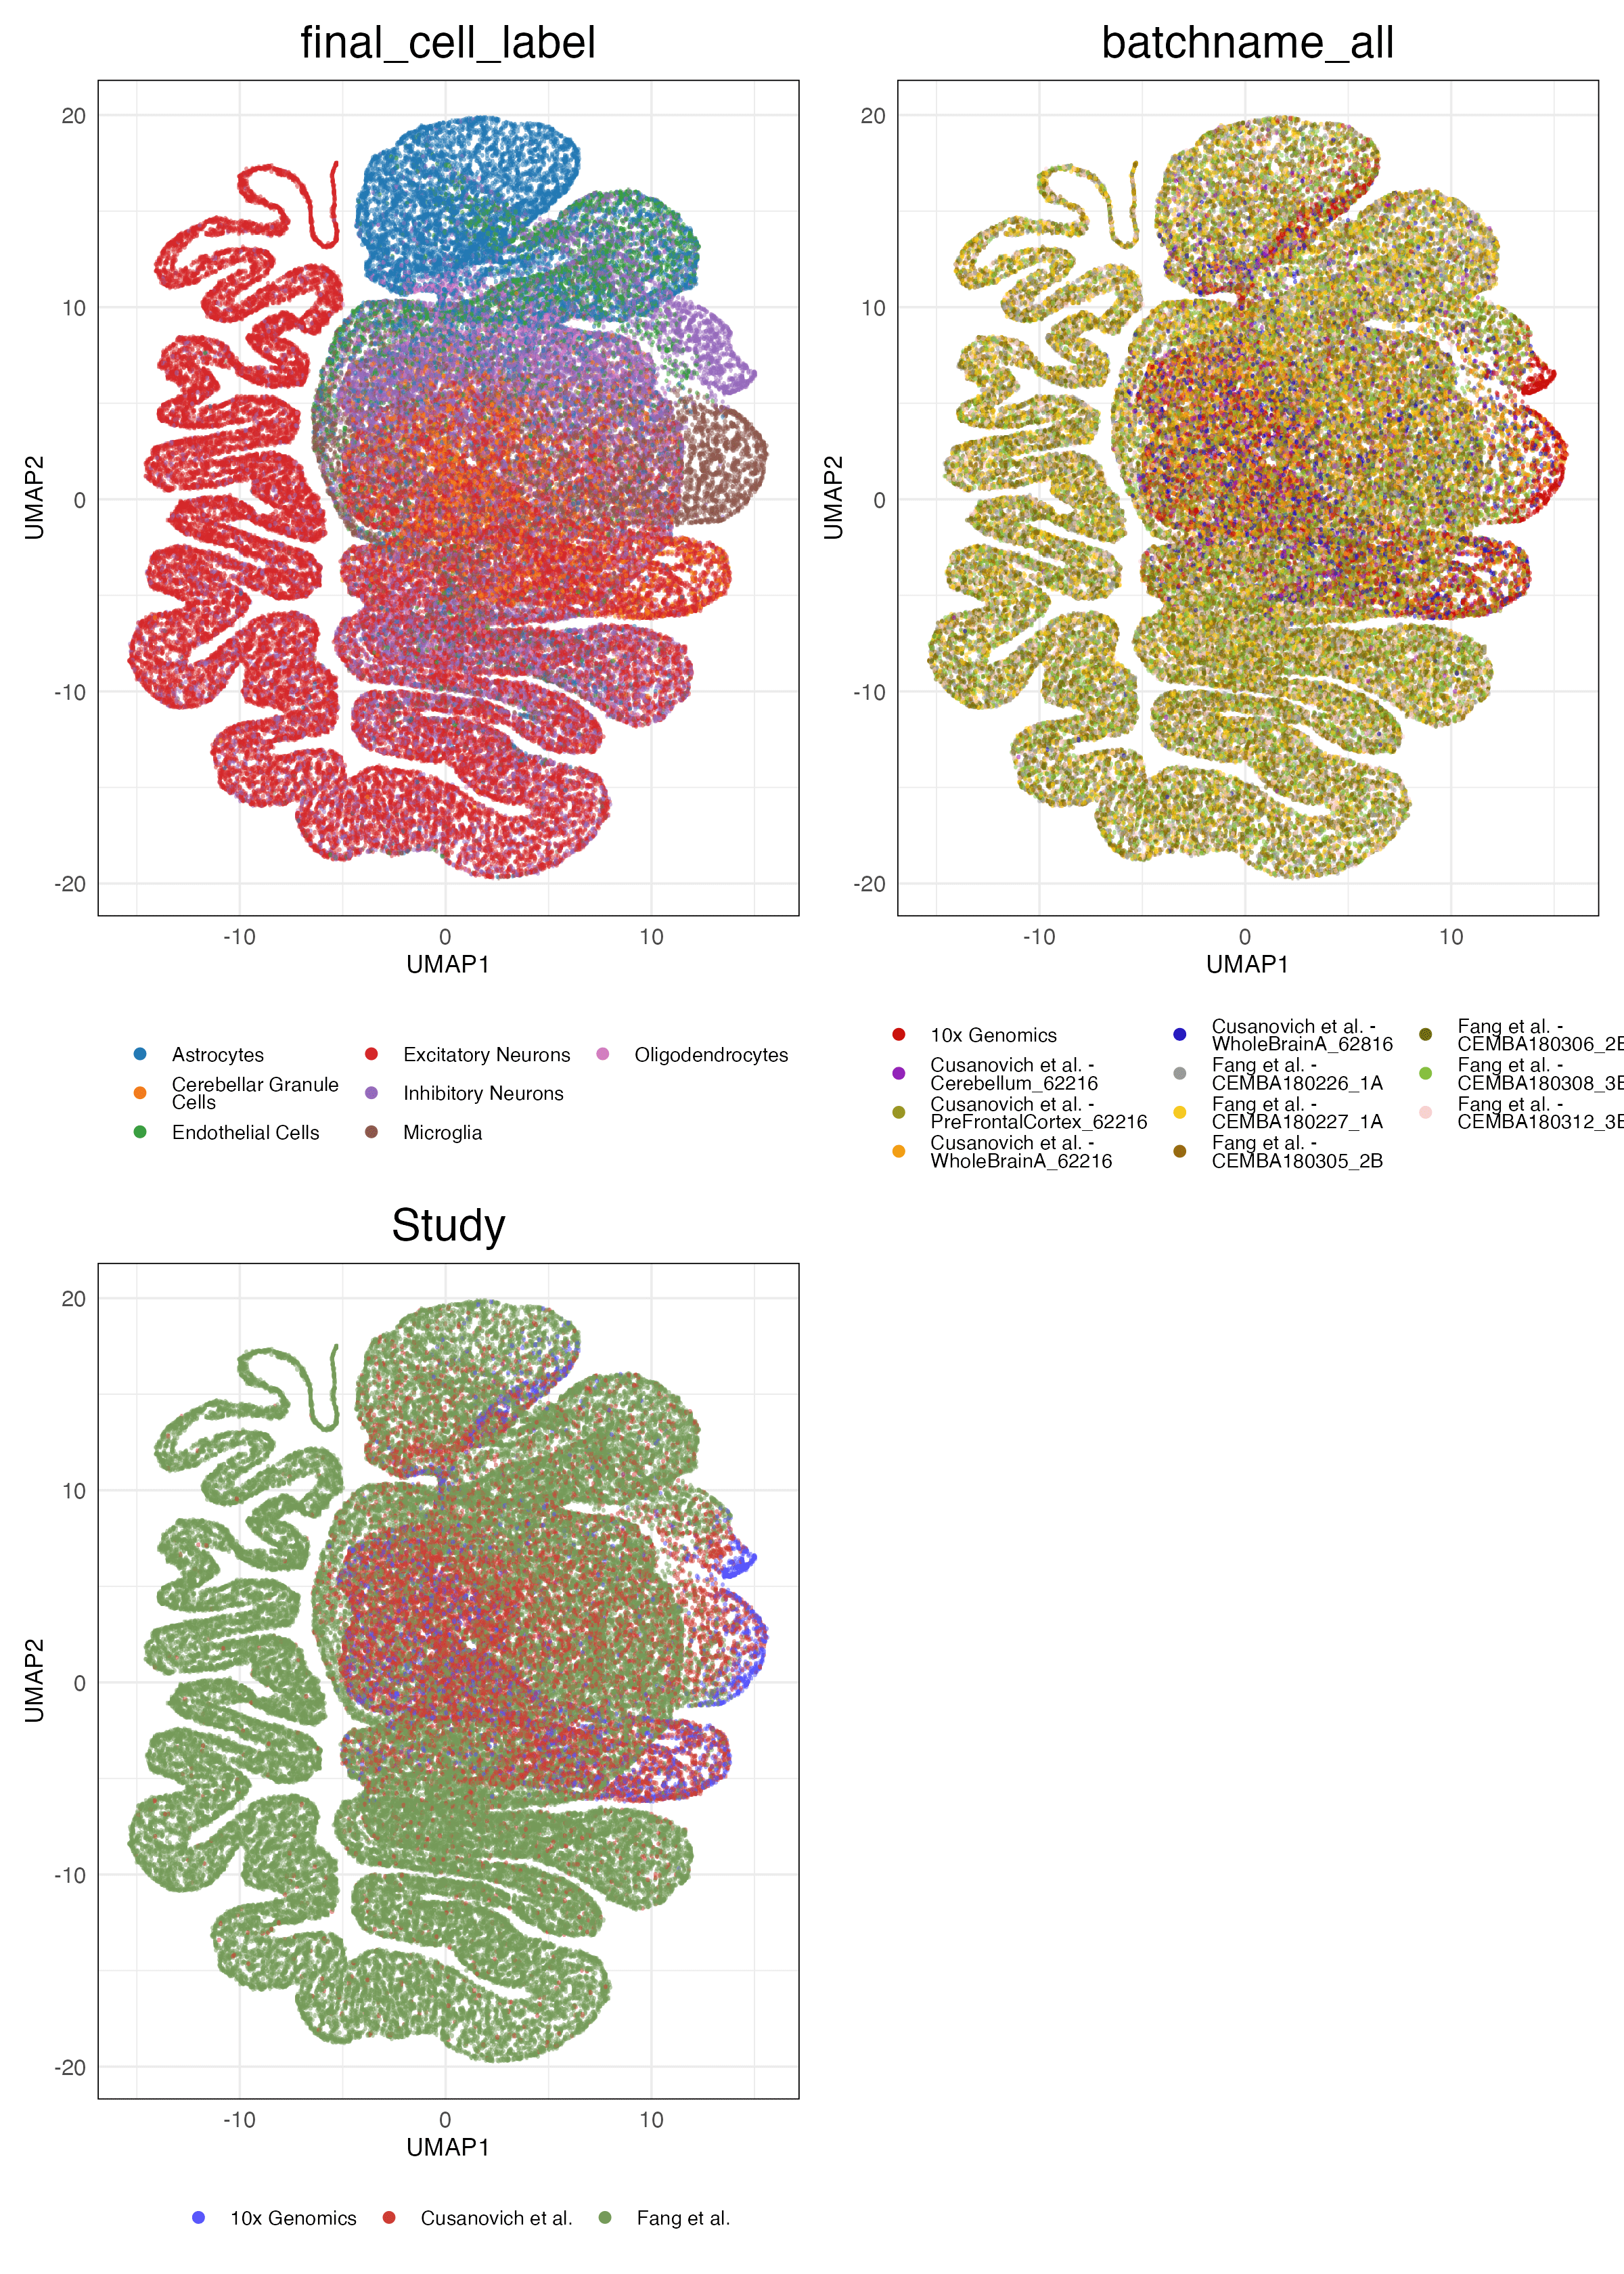 final_cell_label
batchname_all
20
10
0
-10
-20
UMAP2
-10 0 10
UMAP1
20
10
0
-10
-20
UMAP2
-10 0 10
UMAP1
Astrocytes
Cerebellar Granule
Cells
Endothelial Cells
Excitatory Neurons
Inhibitory Neurons
Microglia
Oligodendrocytes
10x Genomics
Cusanovich et al. -
Cerebellum_62216
Cusanovich et al. -
PreFrontalCortex_62216
Cusanovich et al. -
WholeBrainA_62216
Cusanovich et al. -
WholeBrainA_62816
Fang et al. -
CEMBA180226_1A
Fang et al. -
CEMBA180227_1A
Fang et al. -
CEMBA180305_2B
Fang et al. -
CEMBA180306_2B
Fang et al. -
CEMBA180308_3B
Fang et al. -
CEMBA180312_3B
Study
20
10
0
-10
-20
UMAP2
-10 0 10
UMAP1
10x Genomics
Cusanovich et al.
Fang et al.